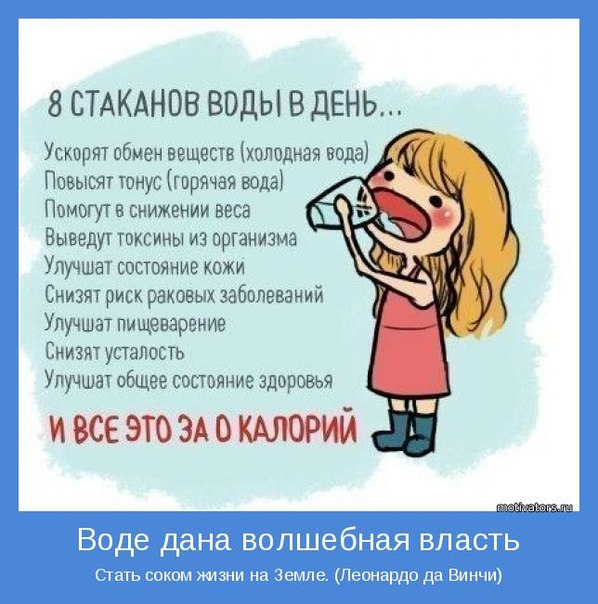 8 СТАКАНОВ ВОДЫ В ДЕНЬ...
Ускорят обмен веществ (холодная вода)
Повысят тонус (горячая вода)
Помогут в снижении веса
Выведут токсины из организма
Улучшат состояние кожи
Снизят риск раковых заболеваний
Улучшат пищеварение
Снизят усталость
Улучшат общее состояние здоровья
И ВСЕ ЭТО ЗА 0 КАЛОРИЙ
motivators.ru
Воде дана волшебная власть
Стать соком жизни на Земле. (Леонардо да Винчи)